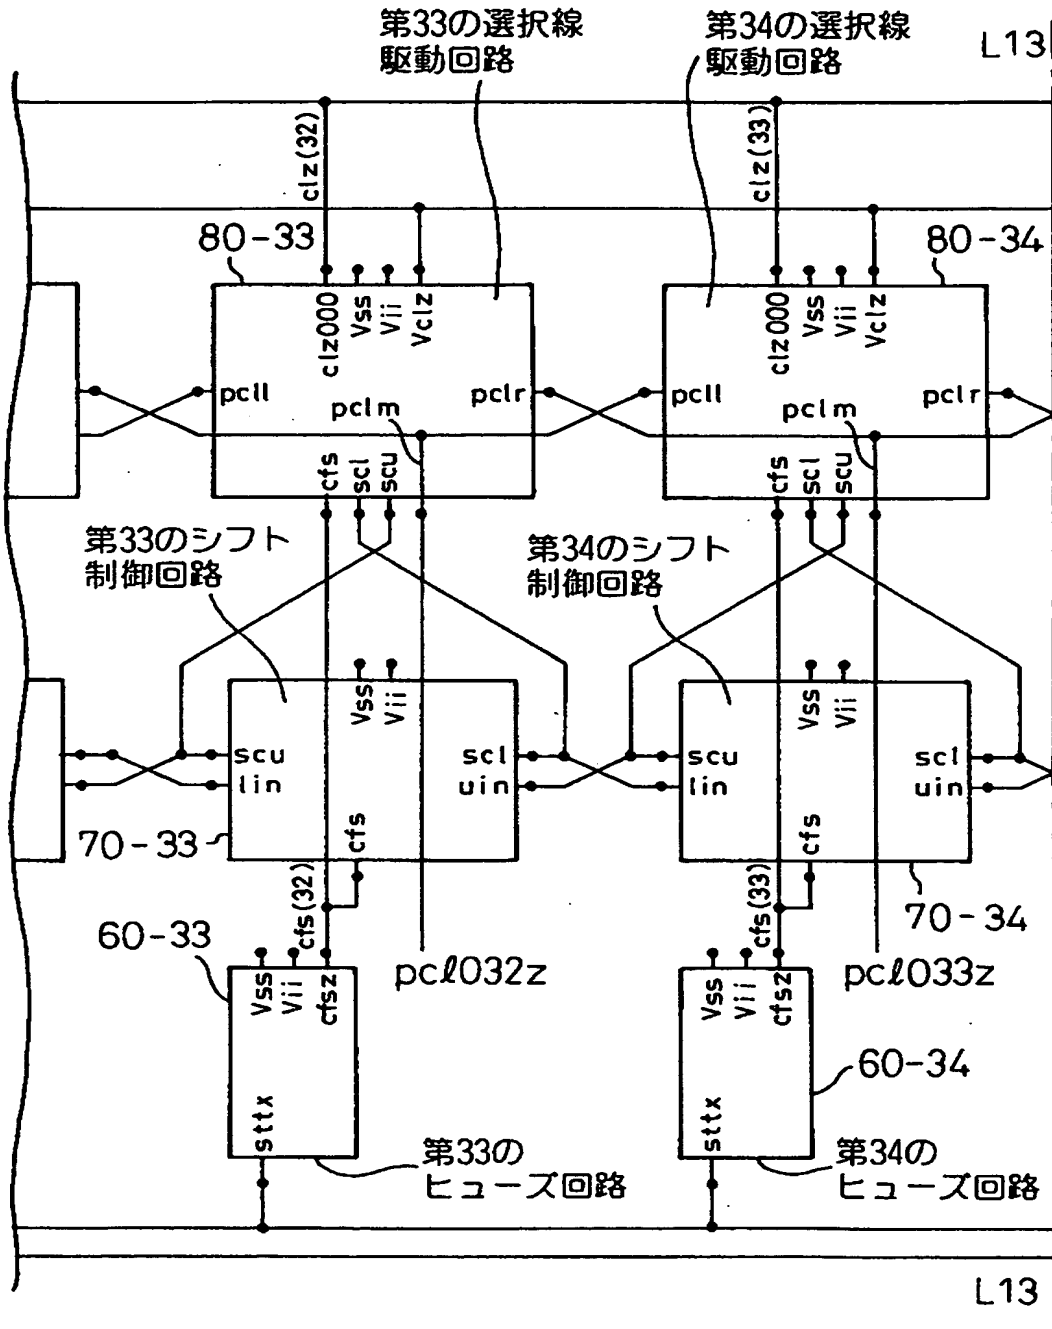 第33の選択線
駆動回路
第34の選択線
駆動回路
L13
clz(32)
clz(33)
80-33
80-34
clz000
Vss
Vii
Vclz
clz000
Vss
Vii
Vclz
pcll
pclm
pclr
pcll
pclm
pclr
cfs
scl
scu
cfs
scl
scu
第33のシフト
制御回路
第34のシフト
制御回路
Vss
Vii
Vss
Vii
scu
lin
scl
uin
scu
lin
scl
uin
70-33
cfs
cfs
70-34
cfs(32)
cfs(33)
60-33
pcl032z
pcl033z
Vss
Vii
cfsz
Vss
Vii
cfsz
60-34
sttx
sttx
第33の
ヒューズ回路
第34の
ヒューズ回路
L13